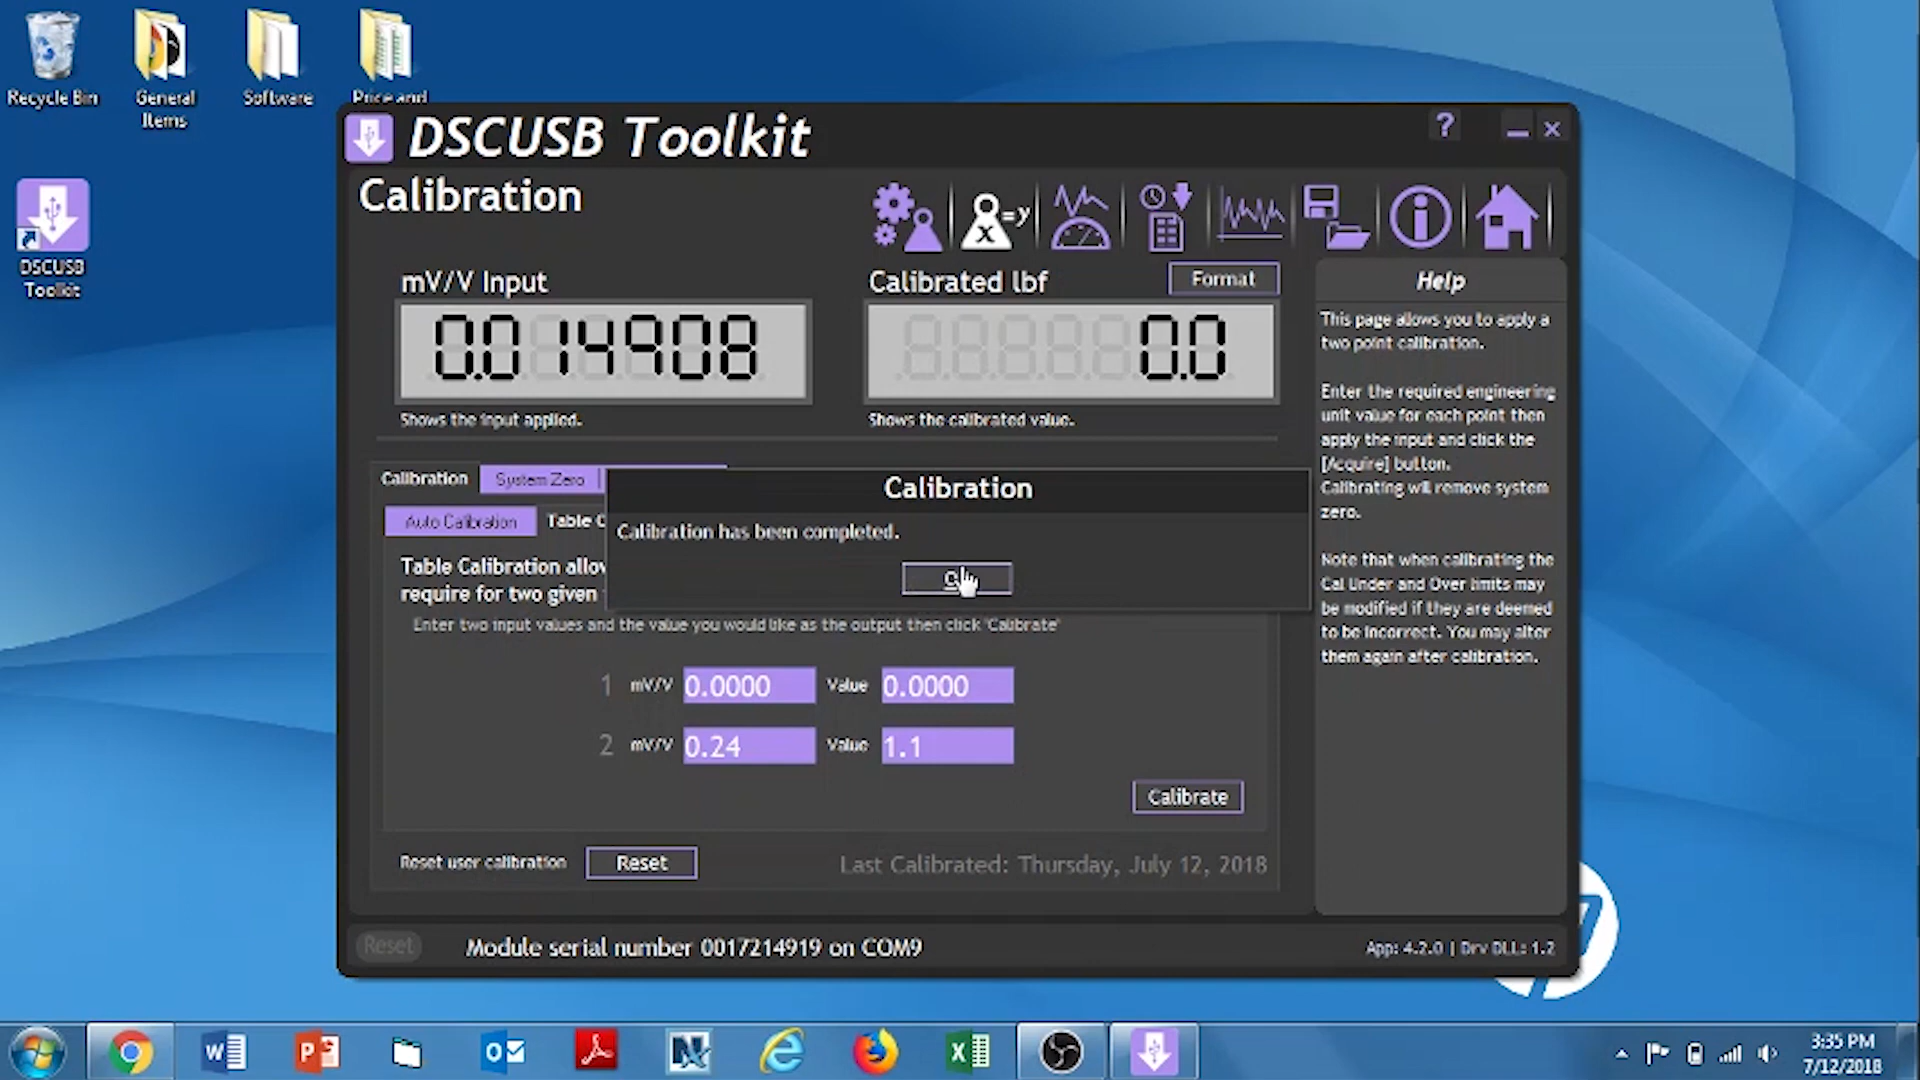 Recycle Bin
General
Items
Software
Price and
DSCUSB
Toolkit
DSCUSB Toolkit
?
Calibration
x
=y
mV/V Input
0.014908
Shows the input applied.
Calibrated lbf
Format
0.0
Shows the calibrated value.
Calibration
System Zero
Auto Calibration
Table
Table Calibration
require for two given
Calibration
Calibration has been completed.
Enter two input values and the value you would like as the output then click 'Calibrate'
1 mV/V 0.0000 Value 0.0000
2 mV/V 0.24 Value 1.1
Calibrate
Reset user calibration
Reset
Last Calibrated: Thursday, July 12, 2018
Help
This page allows you to apply a
two point calibration.
Enter the required engineering
unit value for each point then
apply the input and click the
[Acquire] button.
Calibrating will remove system
zero.
Note that when calibrating the
Cal Under and Over limits may
be modified if they are deemed
to be incorrect. You may alter
them again after calibration.
Reset
Module serial number 0017214919 on COM9
App: 4.2.0 | Drv DLL: 1.2
3:35 PM
7/12/2018